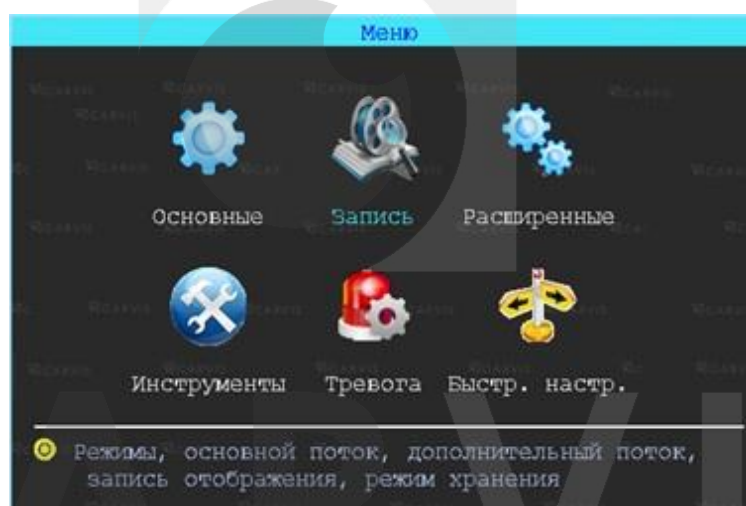 Меню
Основные Запись Расширенные
Инструменты Тревога Быстр. настр.
Режимы, основной поток, дополнительный поток,
запись отображения, режим хранения